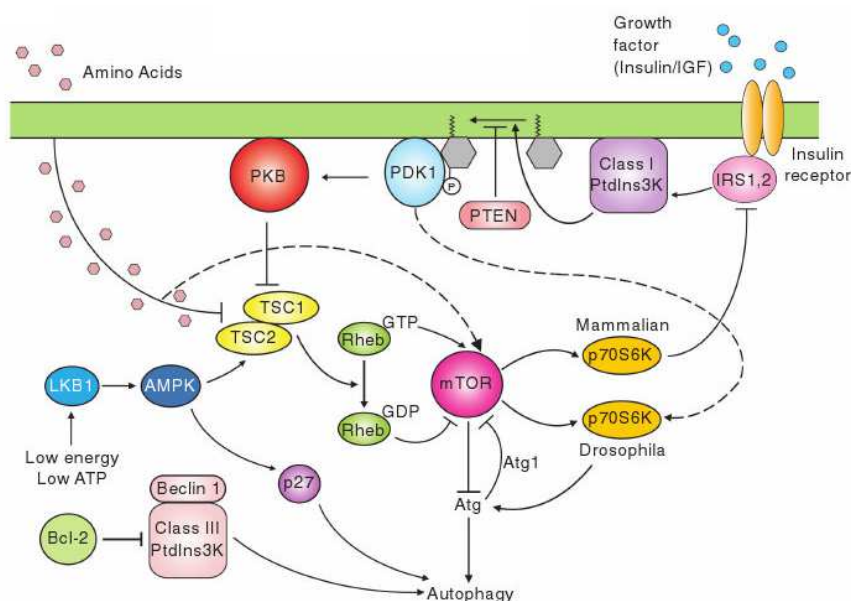 Growth
factor
(Insulin/IGF)
Amino Acids
Insulin
receptor
PKB
PDK1
P
PTEN
Class I
PtdIns3K
IRS1,2
TSC1
TSC2
Rheb
GTP
mTOR
Mammalian
p70S6K
LKB1
AMPK
Rheb
GDP
p70S6K
Drosophila
Low energy
Low ATP
p27
Atg1
Atg
Beclin 1
Class III
PtdIns3K
Bcl-2
Autophagy